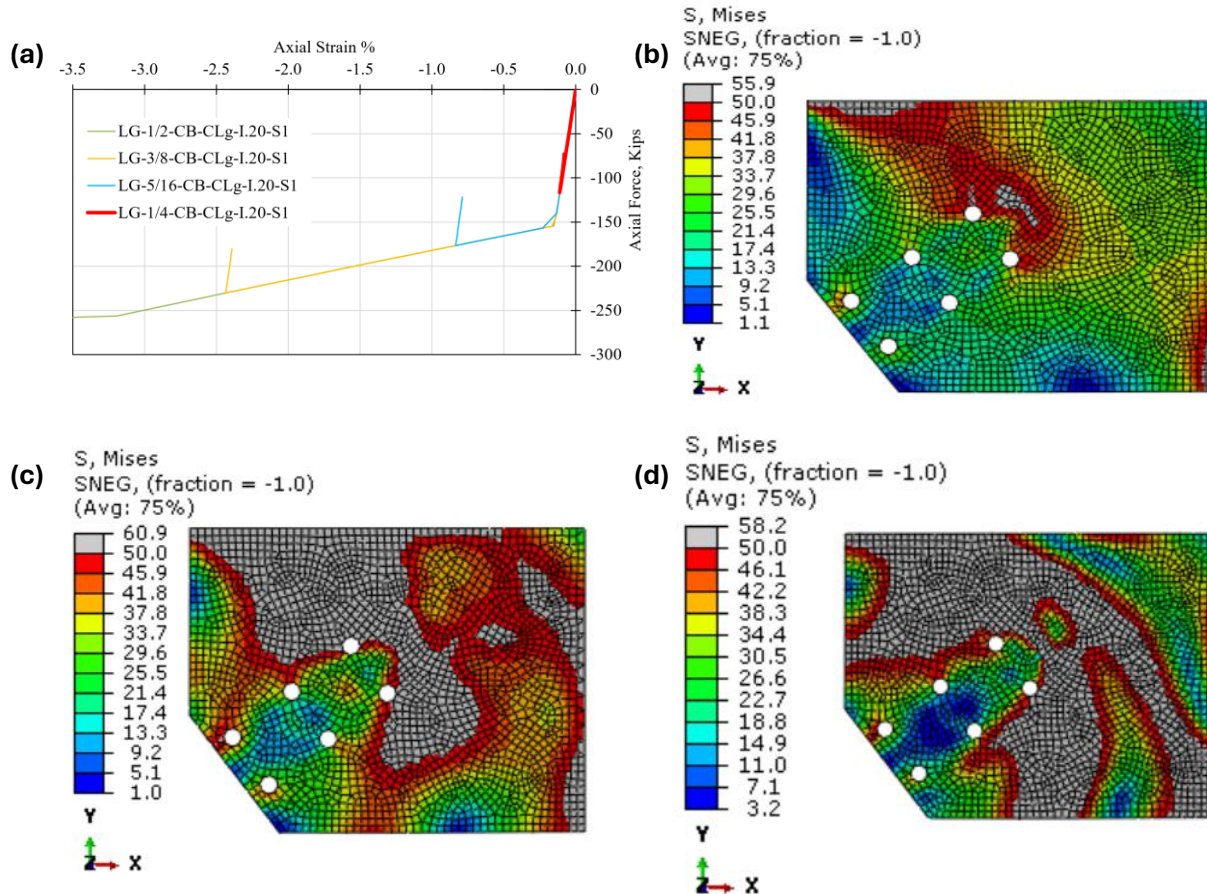 (a)
Axial Strain %
-3.5 -3.0 -2.5 -2.0 -1.5 -1.0 -0.5 0.0
0
-50
-100
-150
-200
-250
-300
Axial Force, Kips
LG-1/2-CB-CLg-I.20-S1
LG-3/8-CB-CLg-I.20-S1
LG-5/16-CB-CLg-I.20-S1
LG-1/4-CB-CLg-I.20-S1
(b)
S, Mises
SNEG, (fraction = -1.0)
(Avg: 75%)
55.9
50.0
45.9
41.8
37.8
33.7
29.6
25.5
21.4
17.4
13.3
9.2
5.1
1.1
Y
Z X
(c)
S, Mises
SNEG, (fraction = -1.0)
(Avg: 75%)
60.9
50.0
45.9
41.8
37.8
33.7
29.6
25.5
21.4
17.4
13.3
9.2
5.1
1.0
Y
Z X
(d)
S, Mises
SNEG, (fraction = -1.0)
(Avg: 75%)
58.2
50.0
46.1
42.2
38.3
34.4
30.5
26.6
22.7
18.8
14.9
11.0
7.1
3.2
Y
Z X